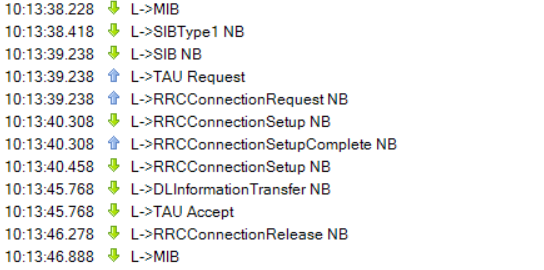 10:13:38.228 L->MIB
10:13:38.418 L->SIBType1 NB
10:13:39.238 L->SIB NB
10:13:39.238 L->TAU Request
10:13:39.238 L->RRCConnectionRequest NB
10:13:40.308 L->RRCConnectionSetup NB
10:13:40.308 L->RRCConnectionSetupComplete NB
10:13:40.458 L->RRCConnectionSetup NB
10:13:45.768 L->DLInformationTransfer NB
10:13:45.768 L->TAU Accept
10:13:46.278 L->RRCConnectionRelease NB
10:13:46.888 L->MIB